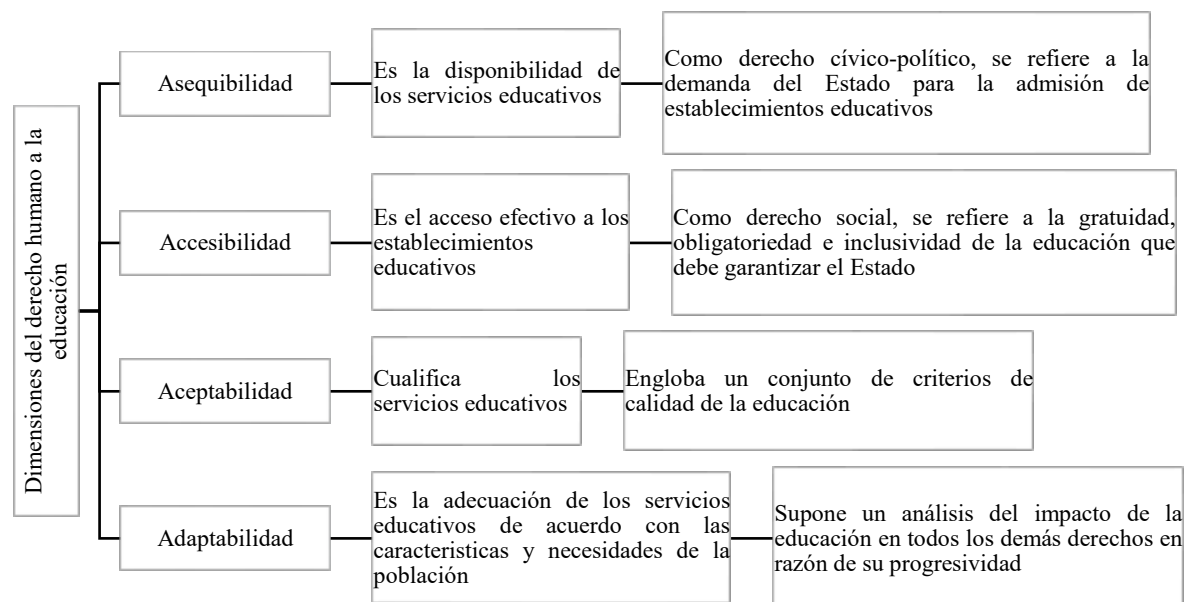 Dimensiones del derecho humano a la
educación
Asequibilidad
Es la disponibilidad de
los servicios educativos
Como derecho cívico-político, se refiere a la
demanda del Estado para la admisión de
establecimientos educativos
Accesibilidad
Es el acceso efectivo a los
establecimientos
educativos
Como derecho social, se refiere a la gratuidad,
obligatoriedad e inclusividad de la educación que
debe garantizar el Estado
Aceptabilidad
Cualifica los
servicios educativos
Engloba un conjunto de criterios de
calidad de la educación
Adaptabilidad
Es la adecuación de los servicios
educativos de acuerdo con las
caracteristicas y necesidades de la
población
Supone un análisis del impacto de la
educación en todos los demás derechos en
razón de su progresividad